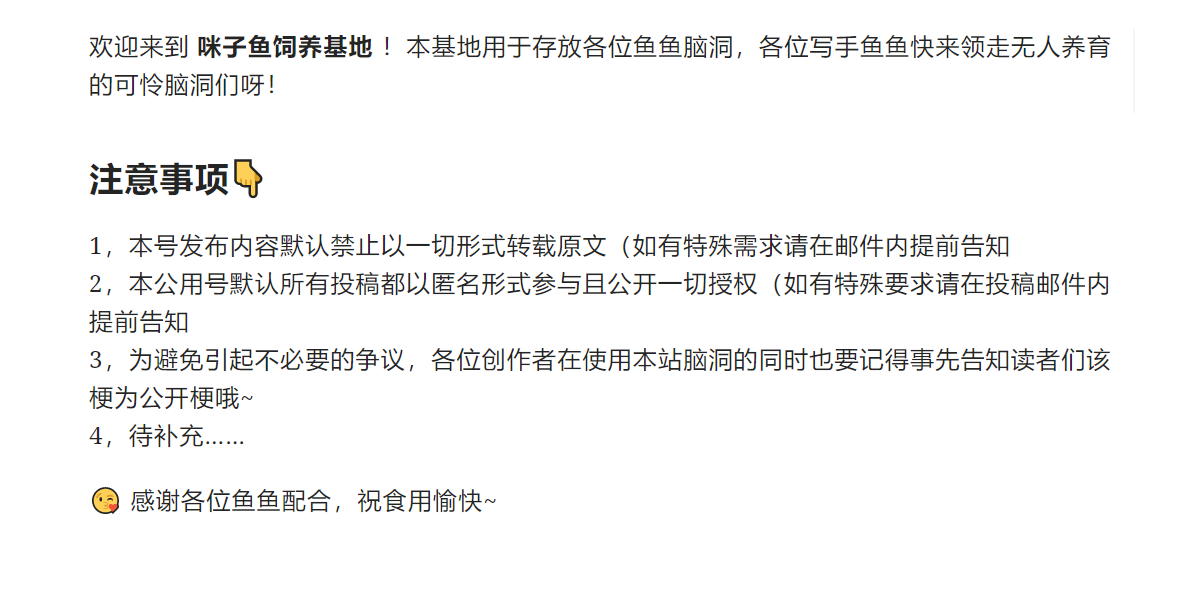 欢迎来到 咪子鱼饲养基地 ！本基地用于存放各位鱼鱼脑洞，各位写手鱼鱼快来领走无人养育
的可怜脑洞们呀！
注意事项👇
1，本号发布内容默认禁止以一切形式转载原文（如有特殊需求请在邮件内提前告知
2，本公用号默认所有投稿都以匿名形式参与且公开一切授权（如有特殊要求请在投稿邮件内
提前告知
3，为避免引起不必要的争议，各位创作者在使用本站脑洞的同时也要记得事先告知读者们该
梗为公开梗哦~
4，待补充……
😘 感谢各位鱼鱼配合，祝食用愉快~